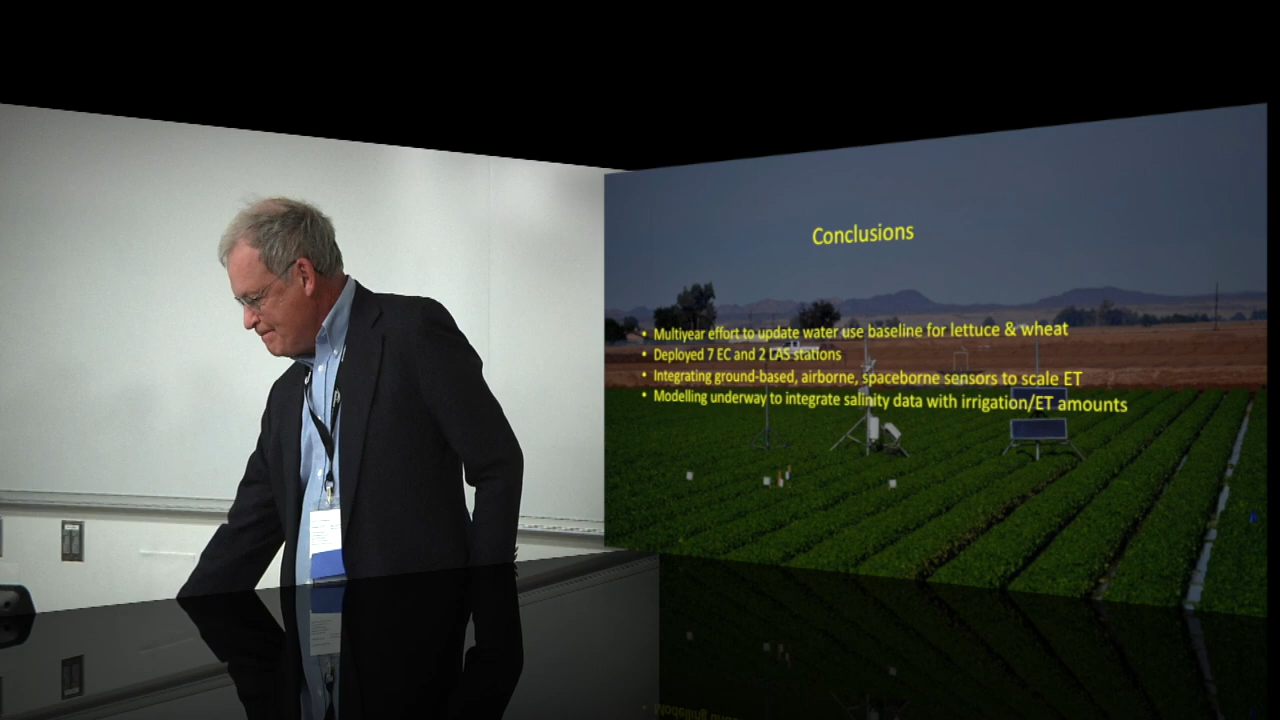 Conclusions
• Multiyear effort to update water use baseline for lettuce & wheat
• Deployed 7 EC and 2 LAS stations
• Integrating ground-based, airborne, spaceborne sensors to scale ET
• Modelling underway to integrate salinity data with irrigation/ET amounts